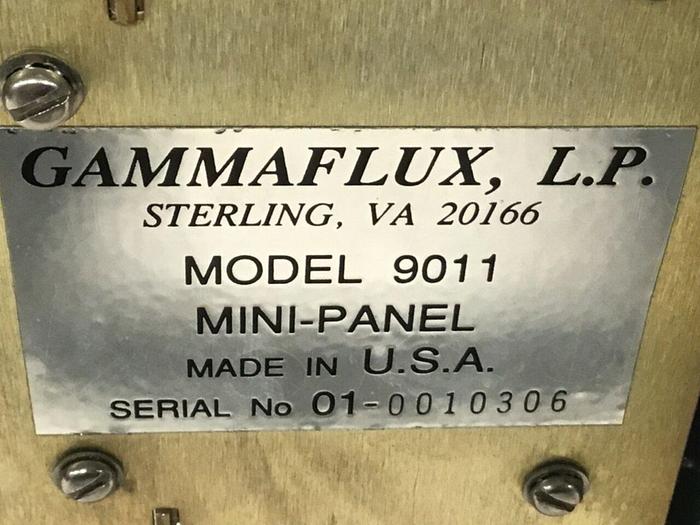 GAMMAFLUX, L.P.
STERLING, VA 20166
MODEL 9011
MINI-PANEL
MADE IN U.S.A.
SERIAL No 01-0010306